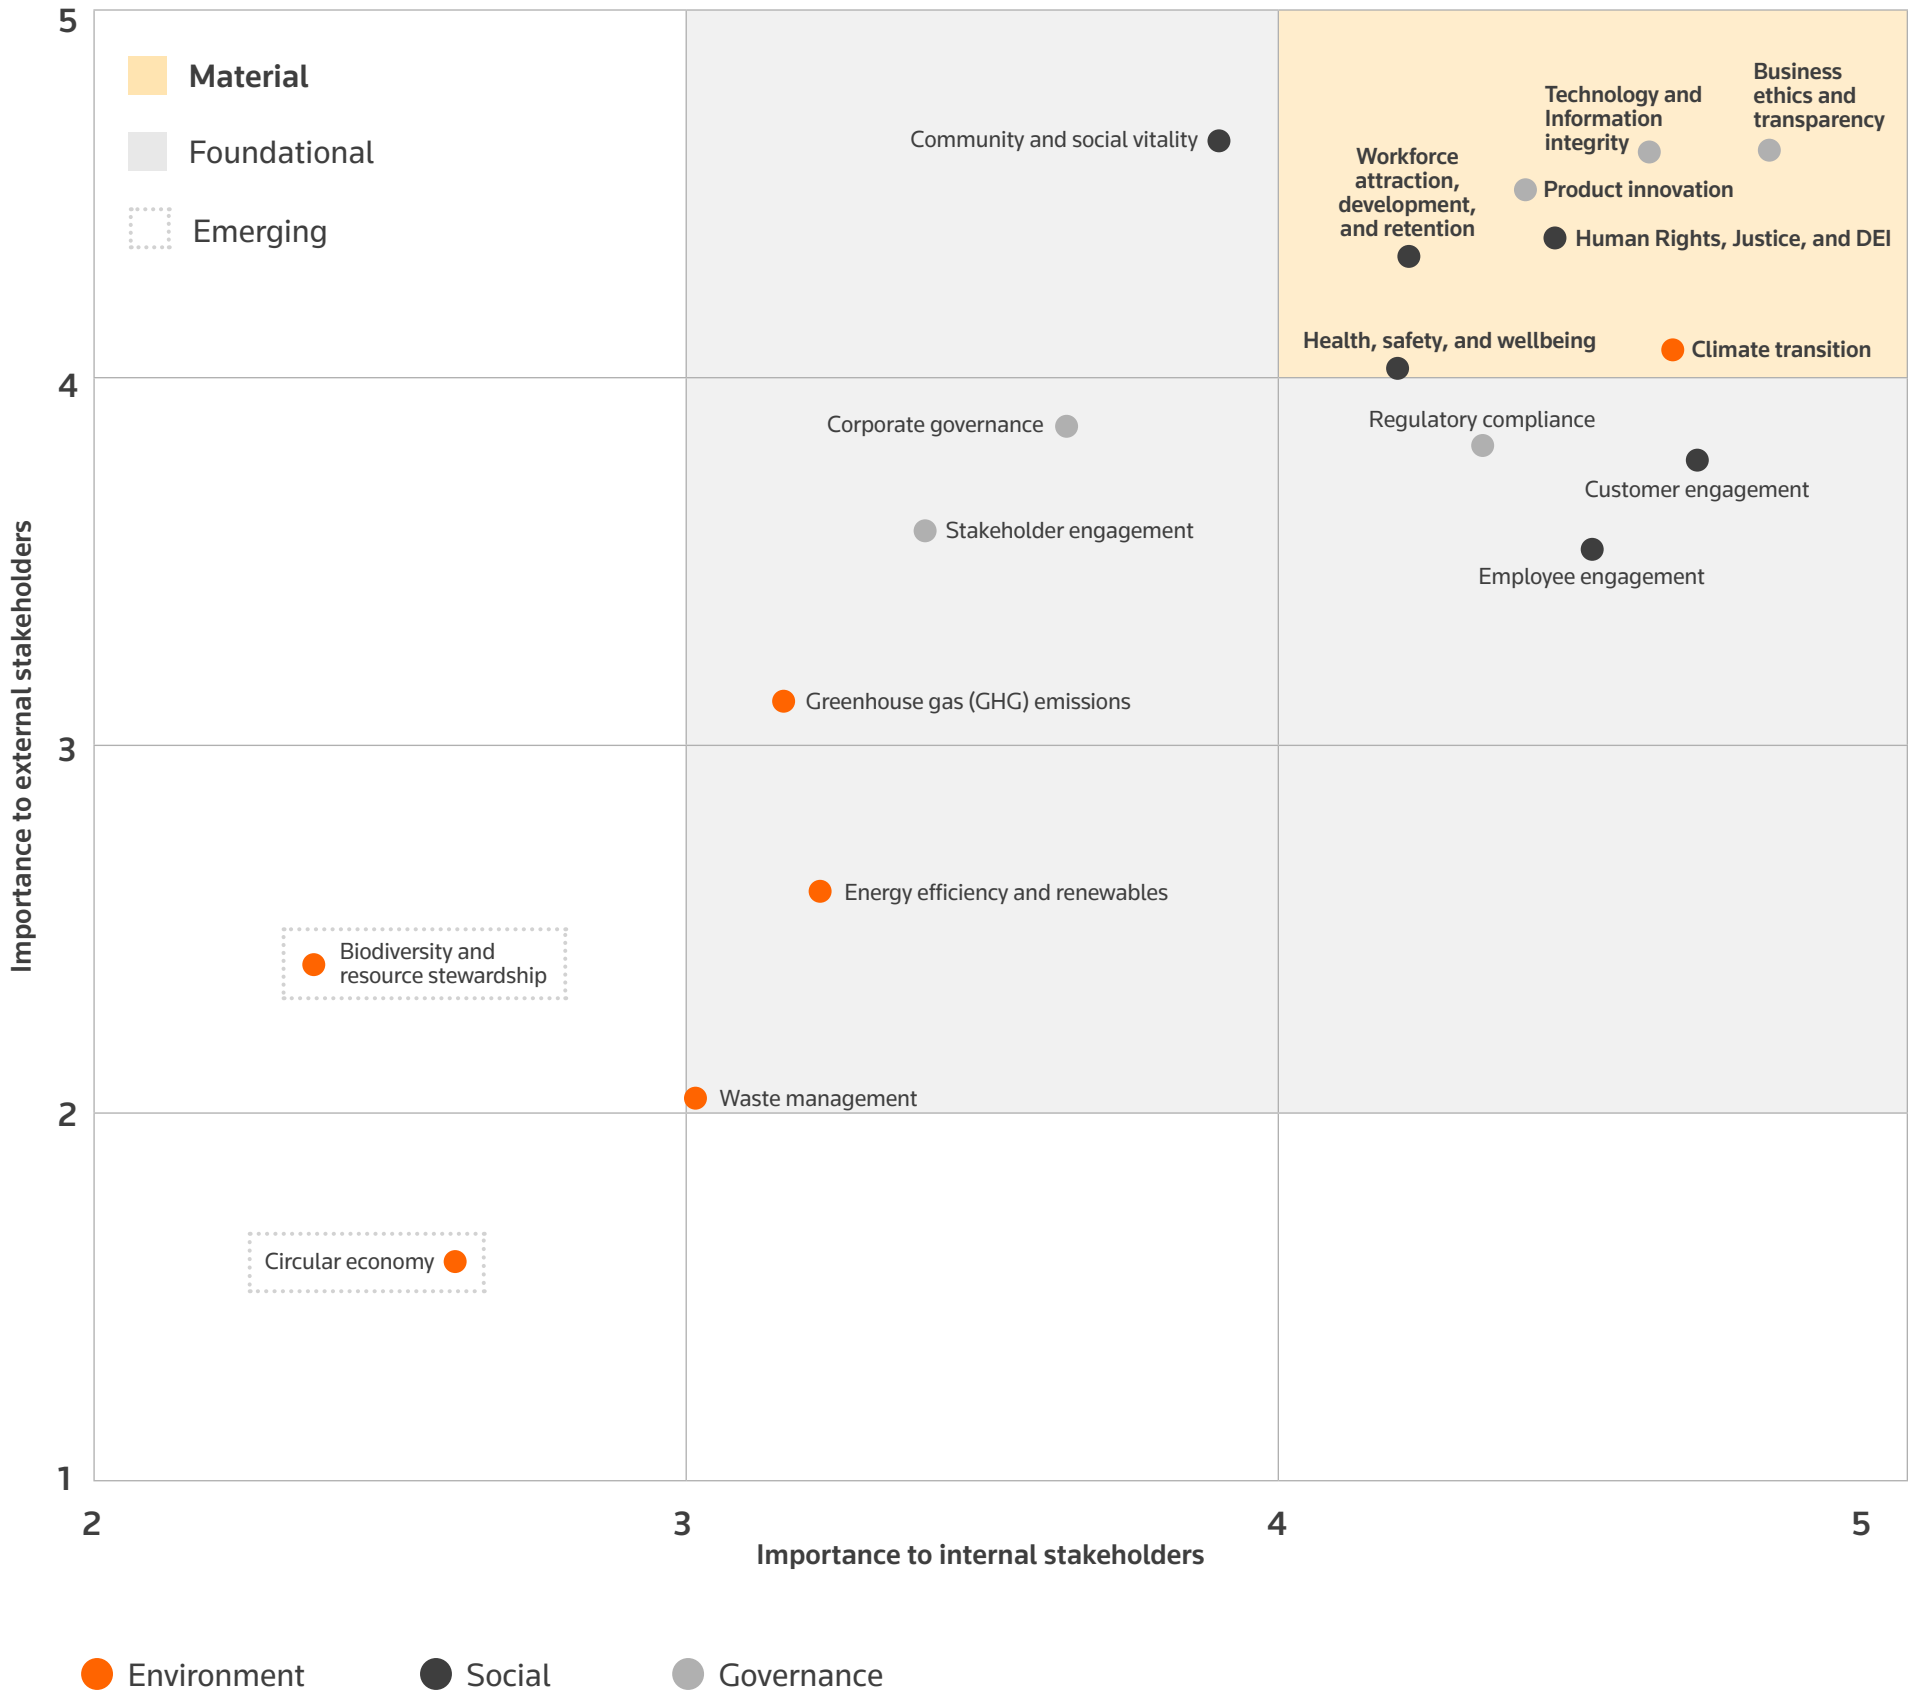 5
Material
Foundational
Emerging
Community and social vitality
Technology and
Information
integrity
Business
ethics and
transparency
Workforce
attraction,
development,
and retention
Product innovation
Human Rights, Justice, and DEI
Health, safety, and wellbeing
Climate transition
4
Corporate governance
Regulatory compliance
Customer engagement
Stakeholder engagement
Employee engagement
Greenhouse gas (GHG) emissions
Importance to external stakeholders
3
Energy efficiency and renewables
Biodiversity and
resource stewardship
Waste management
2
Circular economy
1
2
3
4
5
Importance to internal stakeholders
Environment
Social
Governance